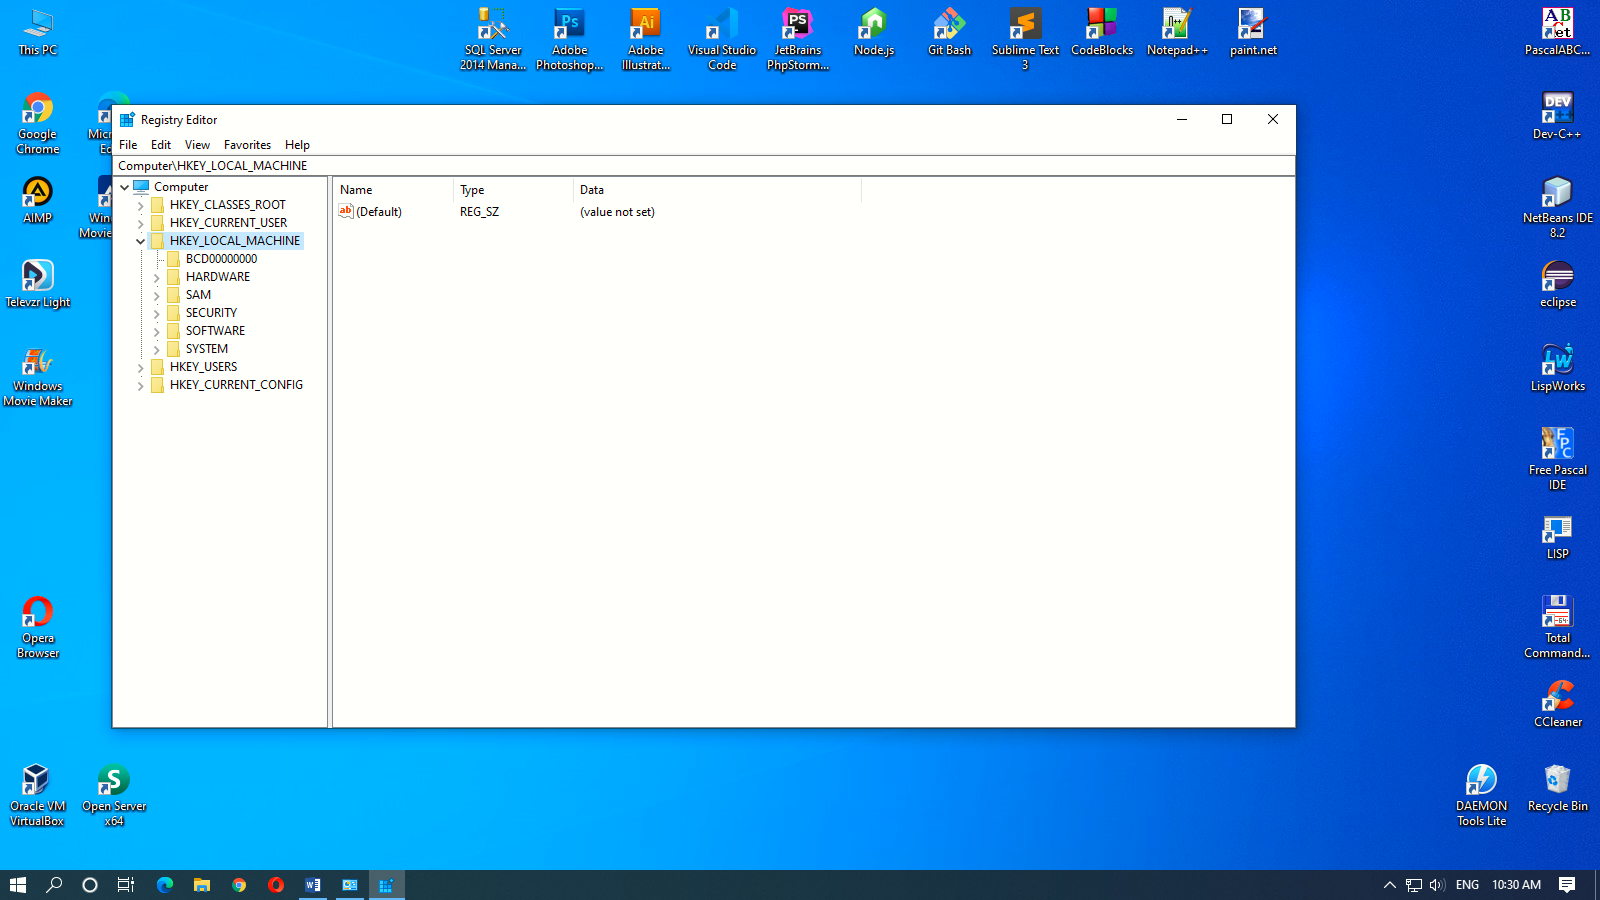 This PC
SQL Server
2014 Mana...
Adobe
Photoshop...
Adobe
Illustrat...
Visual Studio
Code
JetBrains
PhpStorm...
Node.js
Git Bash
Sublime Text
3
CodeBlocks
Notepad++
paint.net
PascalABC...
Google
Chrome
Dev-C++
AIMP
NetBeans IDE
8.2
Televzr Light
eclipse
Windows
Movie Maker
LispWorks
Free Pascal
IDE
LISP
Opera
Browser
Total
Command...
CCleaner
Oracle VM
VirtualBox
Open Server
x64
DAEMON
Tools Lite
Recycle Bin
Registry Editor
File Edit View Favorites Help
Computer\HKEY_LOCAL_MACHINE
Computer
HKEY_CLASSES_ROOT
HKEY_CURRENT_USER
HKEY_LOCAL_MACHINE
BCD00000000
HARDWARE
SAM
SECURITY
SOFTWARE
SYSTEM
HKEY_USERS
HKEY_CURRENT_CONFIG
Name Type Data
(Default) REG_SZ (value not set)
ENG 10:30 AM